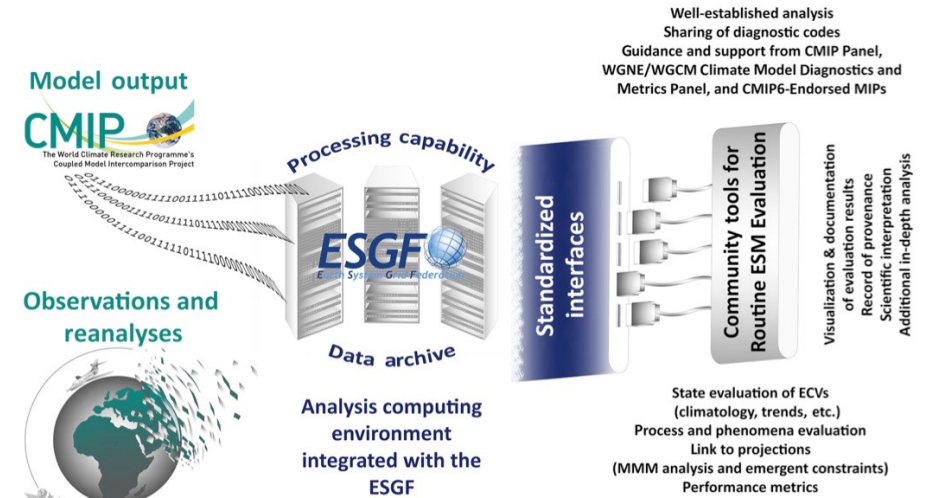 Well-established analysis
Sharing of diagnostic codes
Guidance and support from CMIP Panel,
WGNE/WGCM Climate Model Diagnostics and
Metrics Panel, and CMIP6-Endorsed MIPs
Model output
CMIP
The World Climate Research Programme's
Coupled Model Intercomparison Project
Processing capability
ESGF
Earth System Grid Federation
Data archive
Standardized
interfaces
Community tools for
Routine ESM Evaluation
Visualization & documentation
of evaluation results
Record of provenance
Scientific interpretation
Additional in-depth analysis
Observations and
reanalyses
Analysis computing
environment
integrated with the
ESGF
State evaluation of ECVs
(climatology, trends, etc.)
Process and phenomena evaluation
Link to projections
(MMM analysis and emergent constraints)
Performance metrics